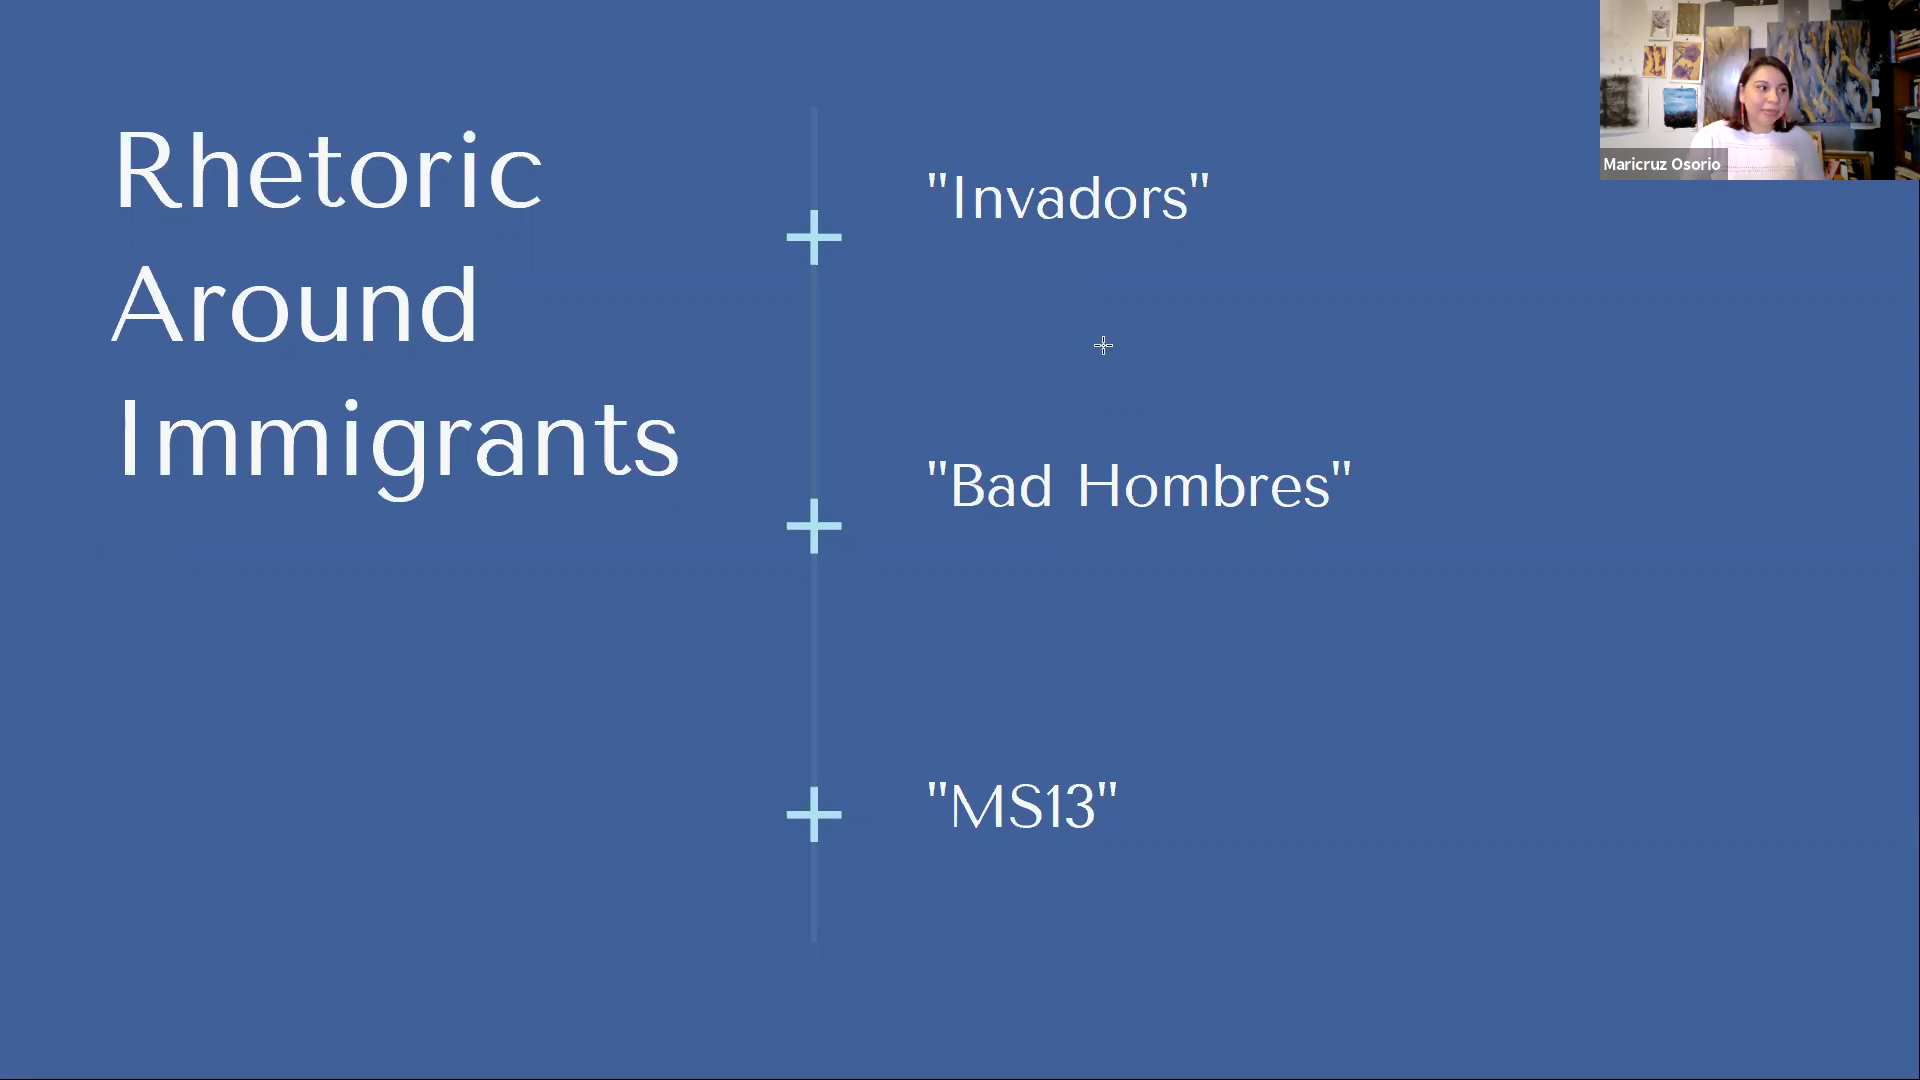 Rhetoric
Around
Immigrants
"Invadors"
"Bad Hombres"
"MS13"
Maricruz Osorio